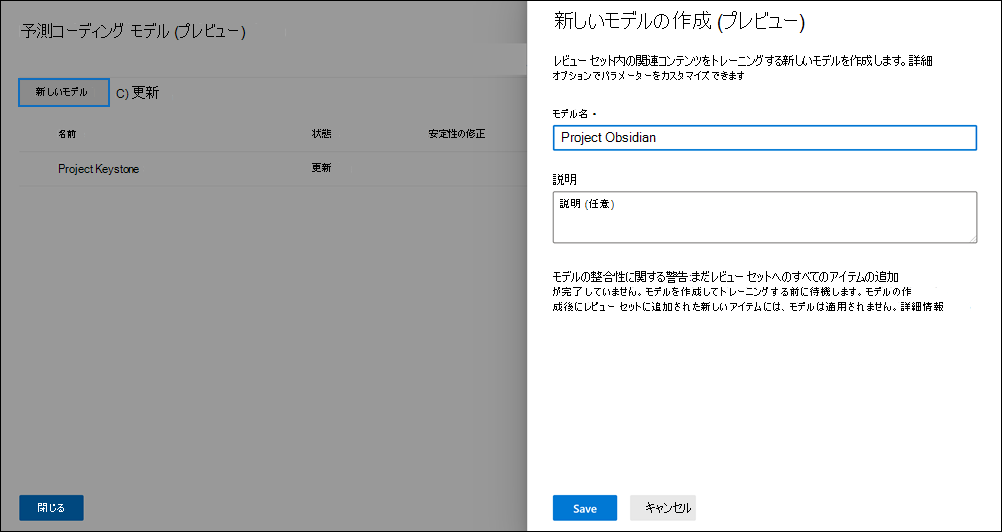 予測コーディング モデル (プレビュー)
新しいモデル C) 更新
名前 状態 安定性の修正
Project Keystone 更新
閉じる
新しいモデルの作成 (プレビュー)
レビュー セット内の関連コンテンツをトレーニングする新しいモデルを作成します。詳細
オプションでパラメーターをカスタマイズできます
モデル名 *
Project Obsidian
説明
説明 (任意)
モデルの整合性に関する警告:まだレビュー セットへのすべてのアイテムの追加
が完了していません。モデルを作成してトレーニングする前に待機します。モデルの作
成後にレビュー セットに追加された新しいアイテムには、モデルは適用されません。詳細情報
Save キャンセル